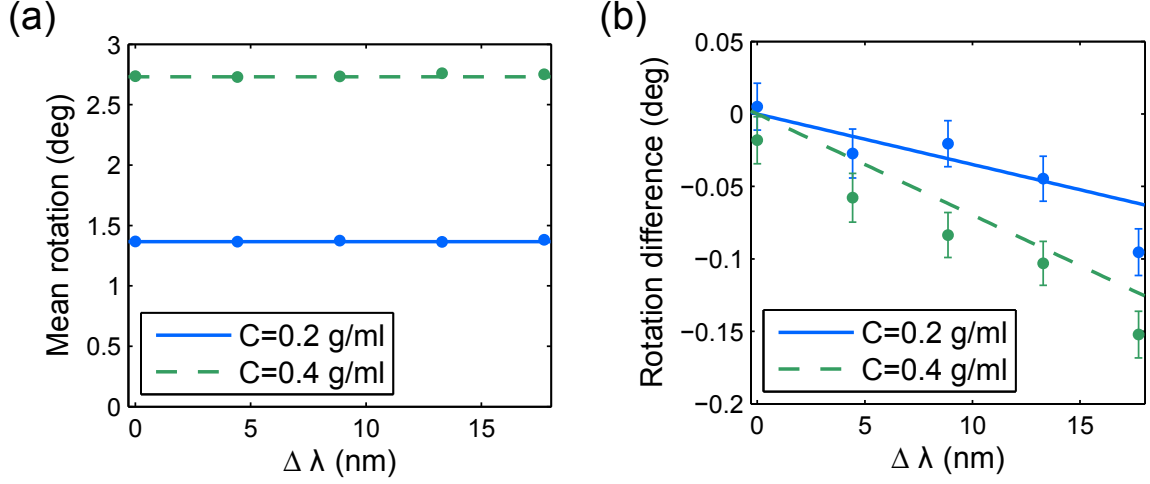 (a)
Mean rotation (deg)
3
2.5
2
1.5
1
0.5
0
C=0.2 g/ml
C=0.4 g/ml
0 5 10 15
Δ λ (nm)
(b)
Rotation difference (deg)
0.05
0
−0.05
−0.1
−0.15
−0.2
C=0.2 g/ml
C=0.4 g/ml
0 5 10 15
Δ λ (nm)